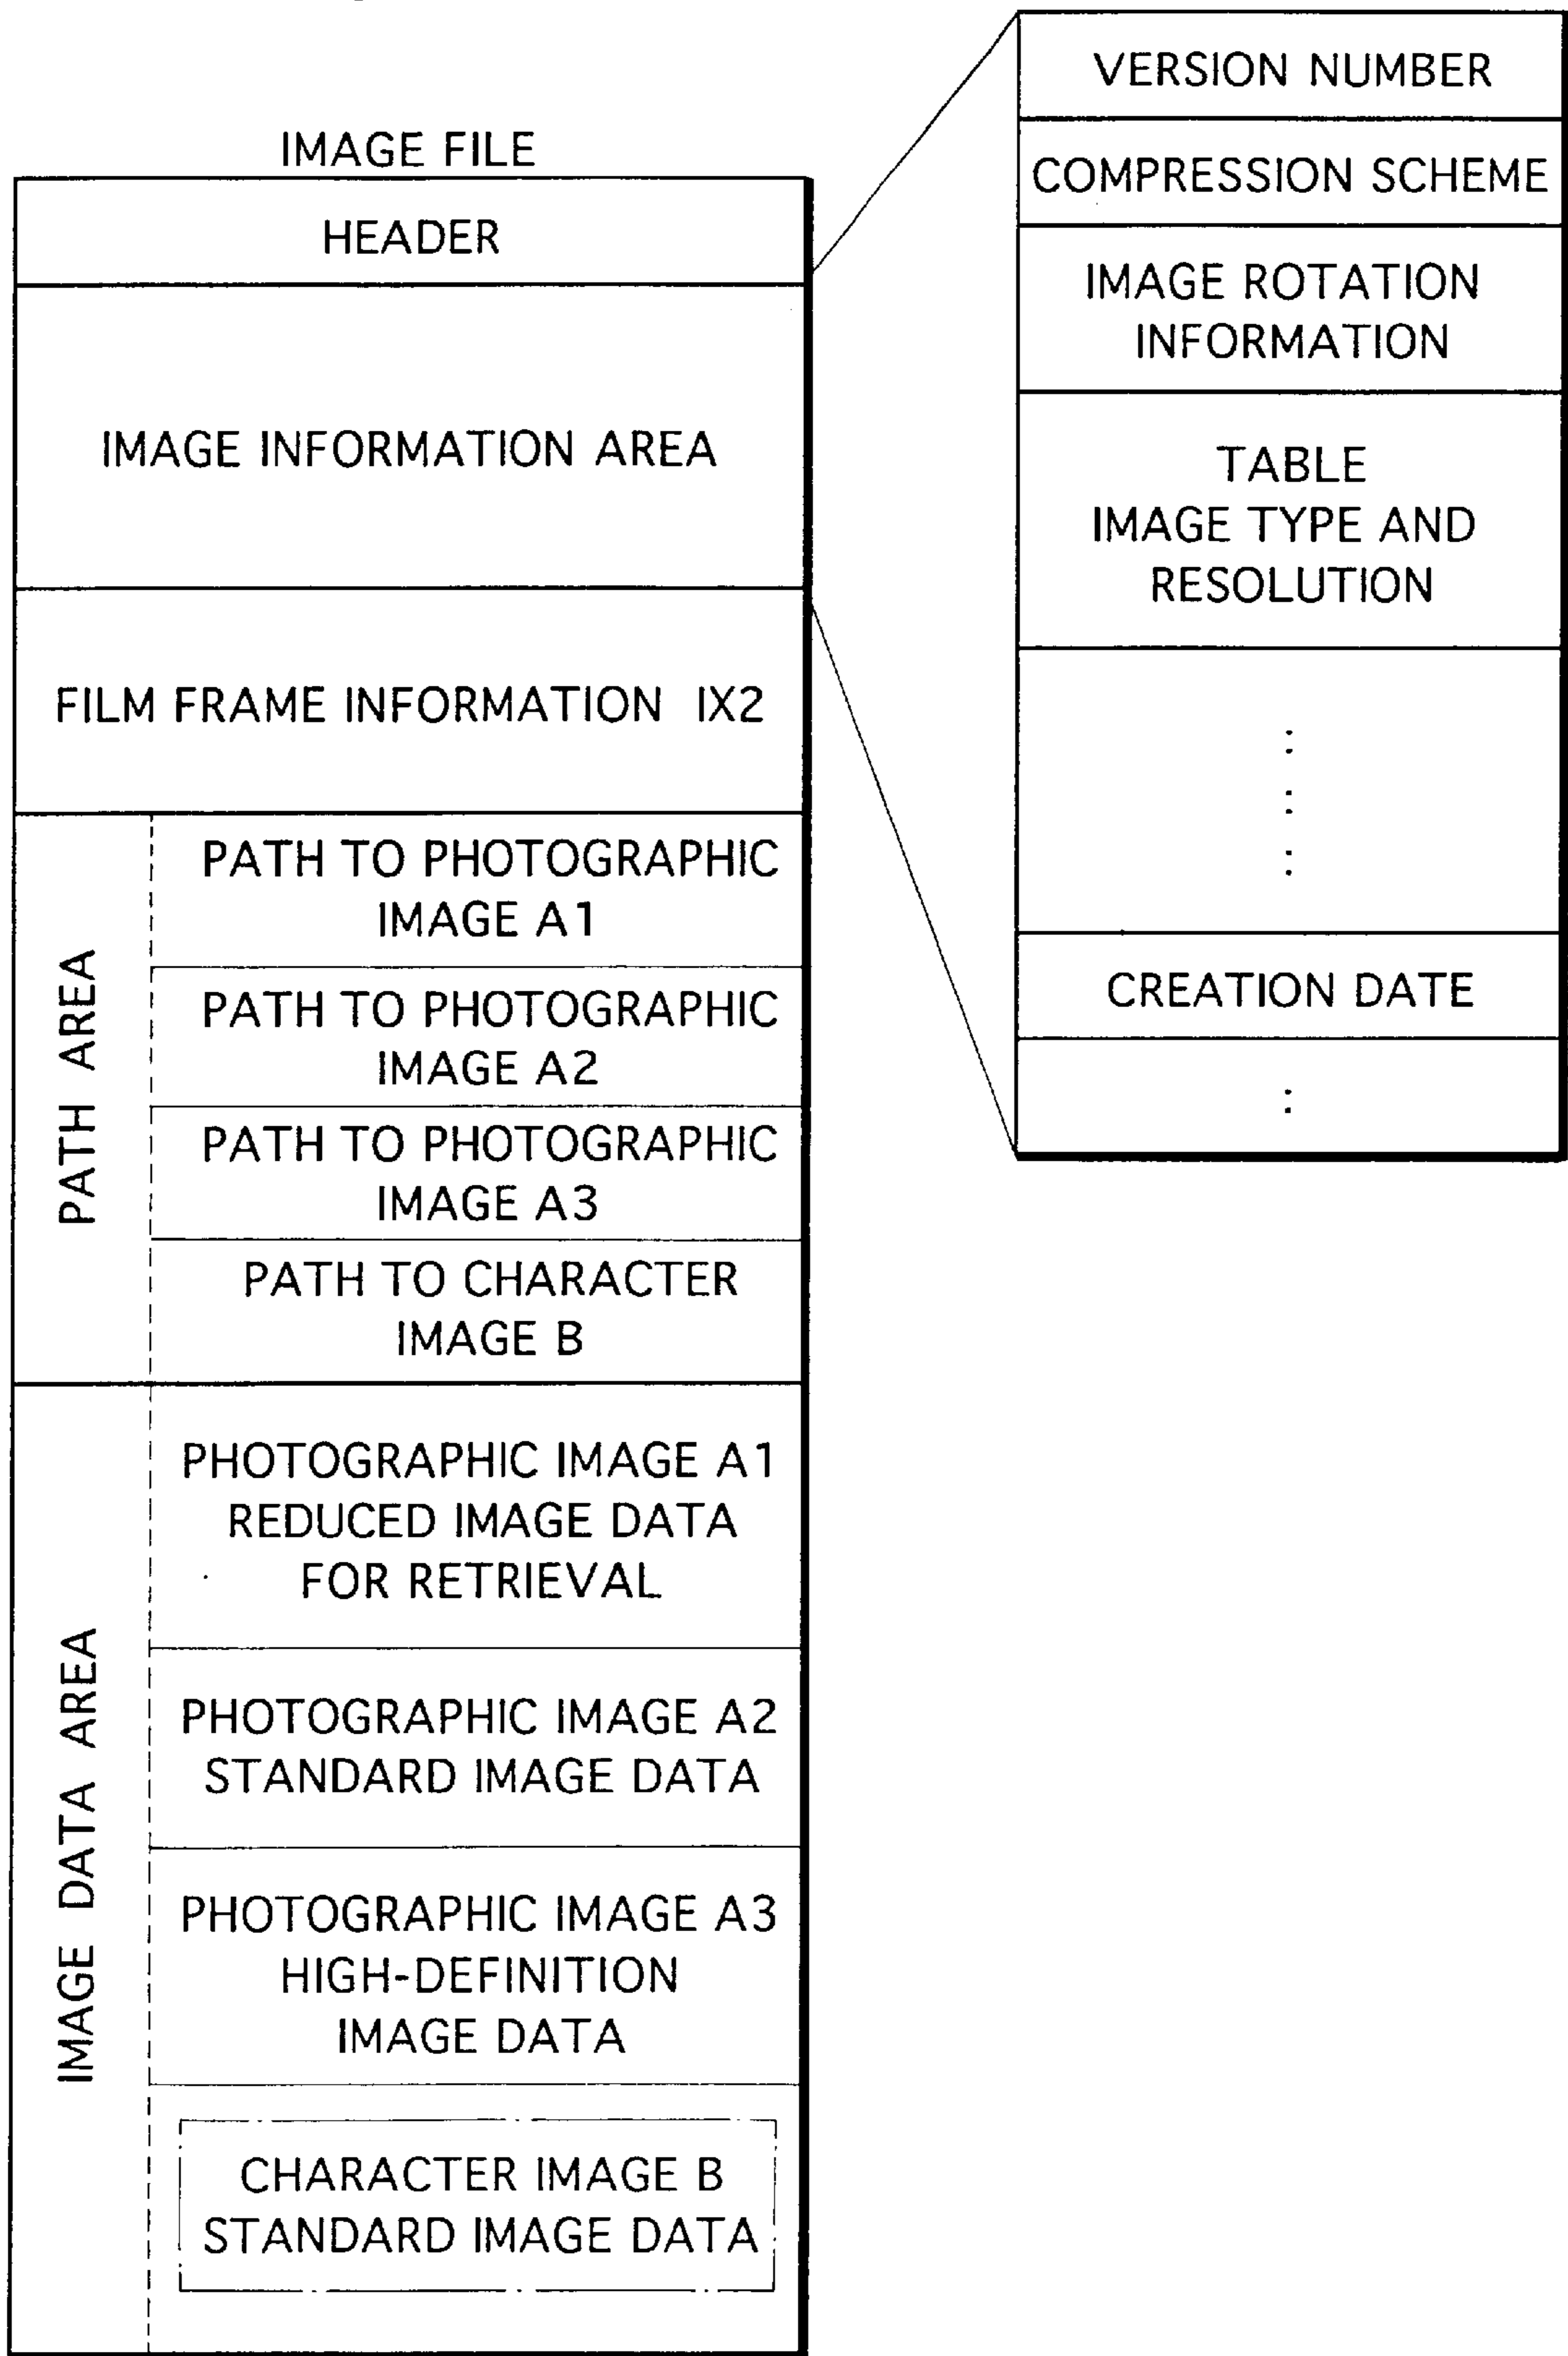 IMAGE FILE
HEADER
IMAGE INFORMATION AREA
FILM FRAME INFORMATION IX2
PATH AREA
PATH TO PHOTOGRAPHIC
IMAGE A1
PATH TO PHOTOGRAPHIC
IMAGE A2
PATH TO PHOTOGRAPHIC
IMAGE A3
PATH TO CHARACTER
IMAGE B
IMAGE DATA AREA
PHOTOGRAPHIC IMAGE A1
REDUCED IMAGE DATA
FOR RETRIEVAL
PHOTOGRAPHIC IMAGE A2
STANDARD IMAGE DATA
PHOTOGRAPHIC IMAGE A3
HIGH-DEFINITION
IMAGE DATA
CHARACTER IMAGE B
STANDARD IMAGE DATA
VERSION NUMBER
COMPRESSION SCHEME
IMAGE ROTATION
INFORMATION
TABLE
IMAGE TYPE AND
RESOLUTION
:
:
:
CREATION DATE
: